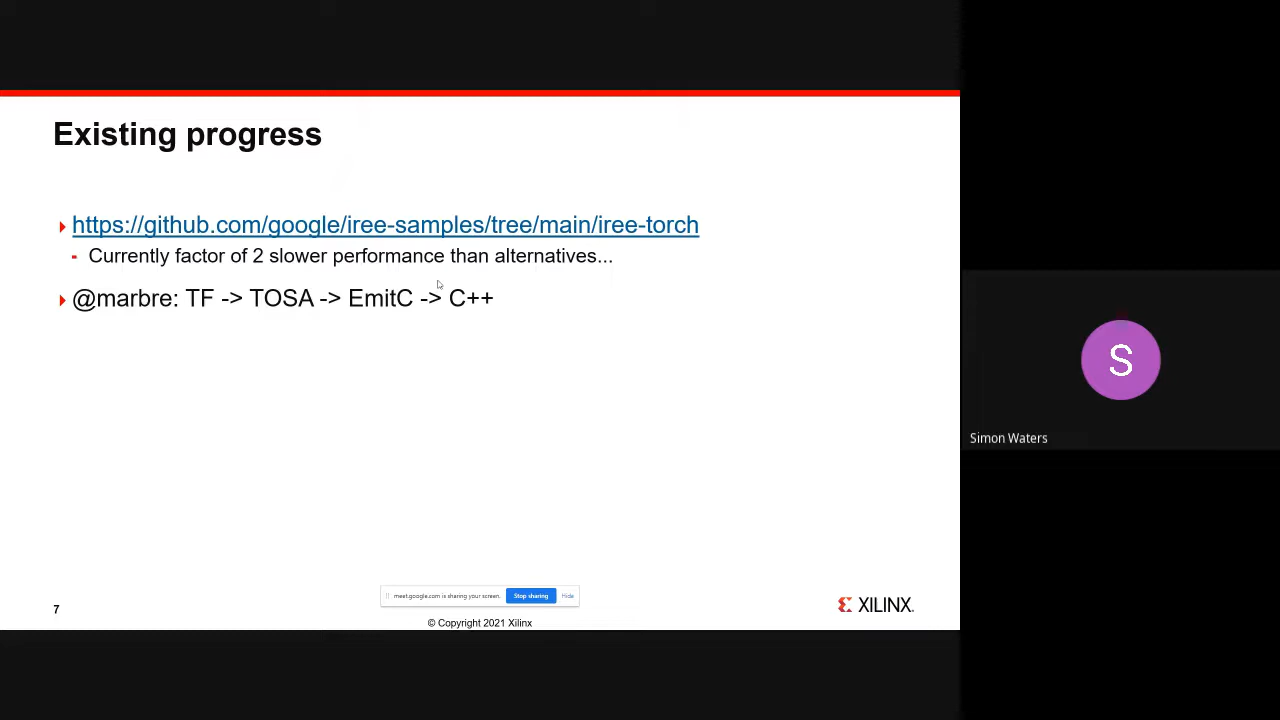 Existing progress
https://github.com/google/iree-samples/tree/main/iree-torch
- Currently factor of 2 slower performance than alternatives...
@marbre: TF -> TOSA -> EmitC -> C++
S
Simon Waters
meet.google.com is sharing your screen.
Stop sharing
Hide
7
XILINX.
© Copyright 2021 Xilinx